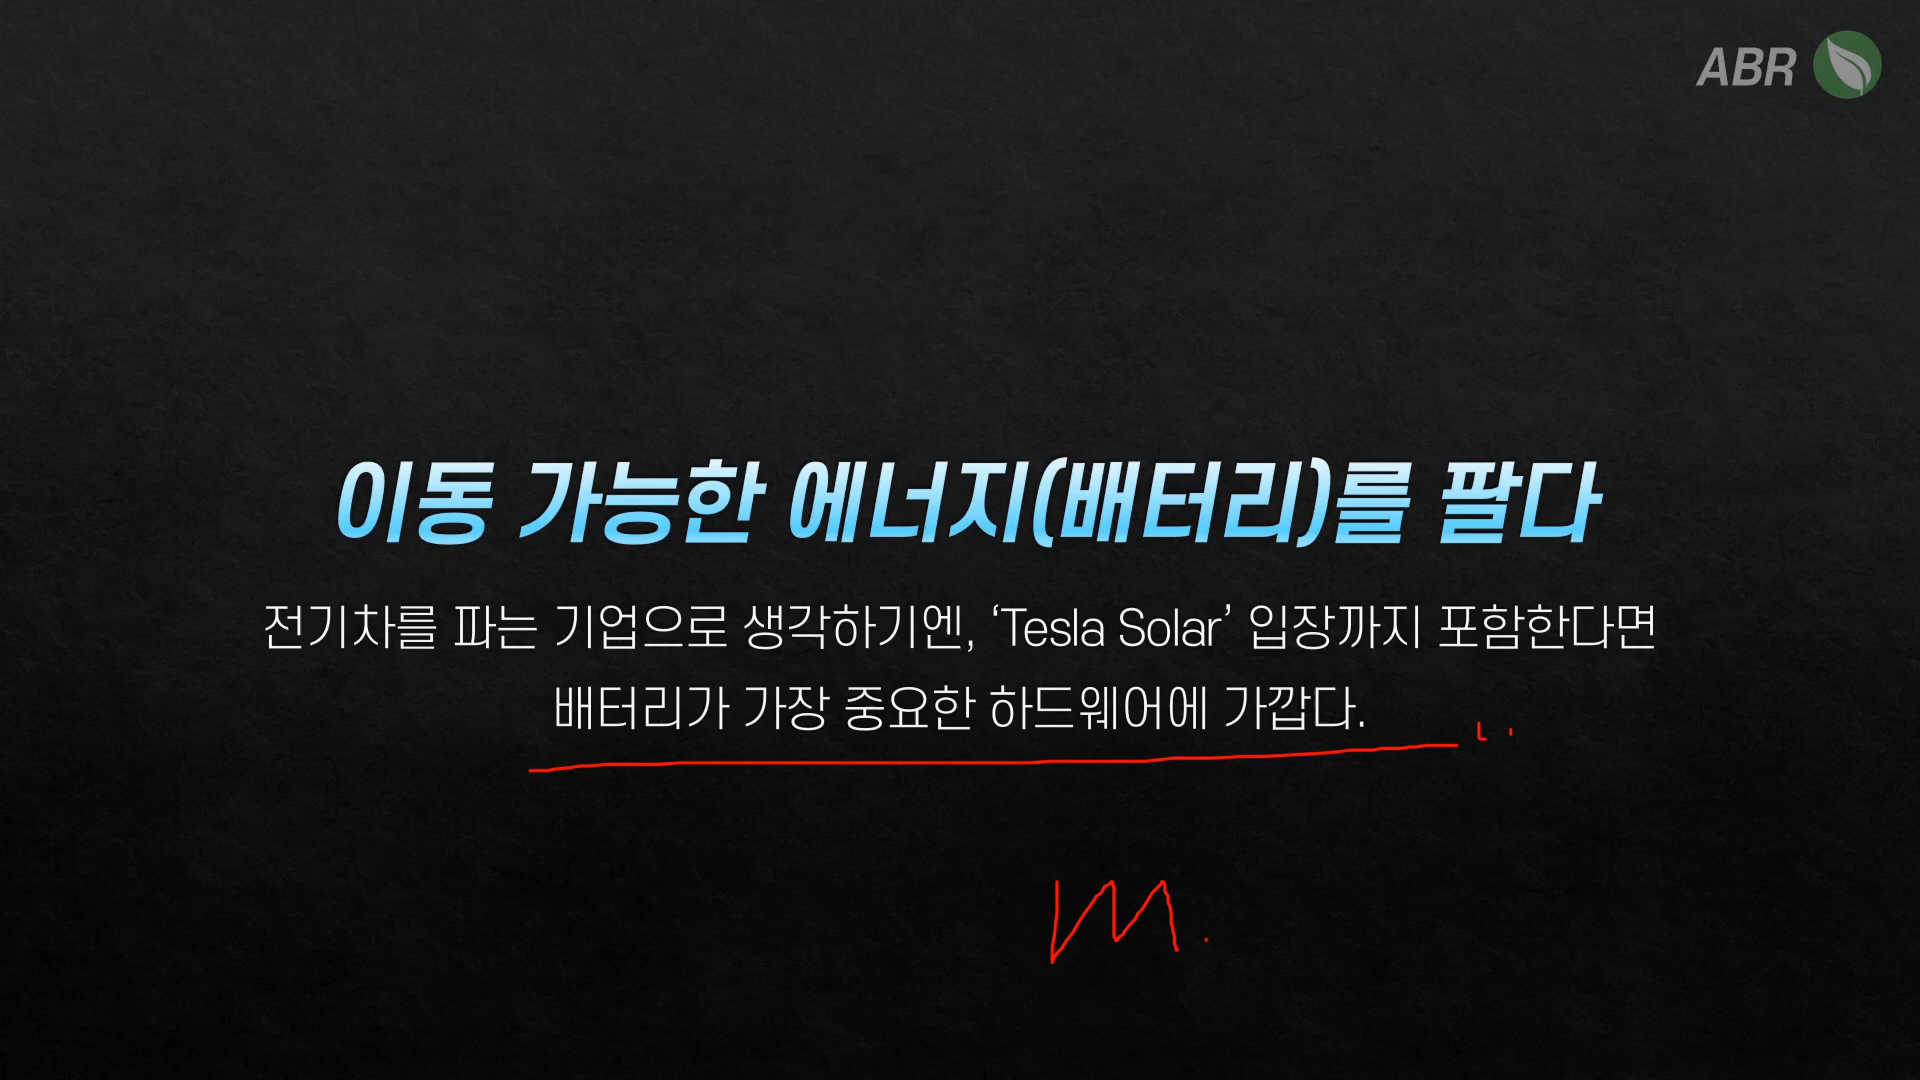 ABR
이동 가능한 에너지(배터리)를 팔다
전기차를 파는 기업으로 생각하기엔, ‘Tesla Solar’ 입장까지 포함한다면
배터리가 가장 중요한 하드웨어에 가깝다.